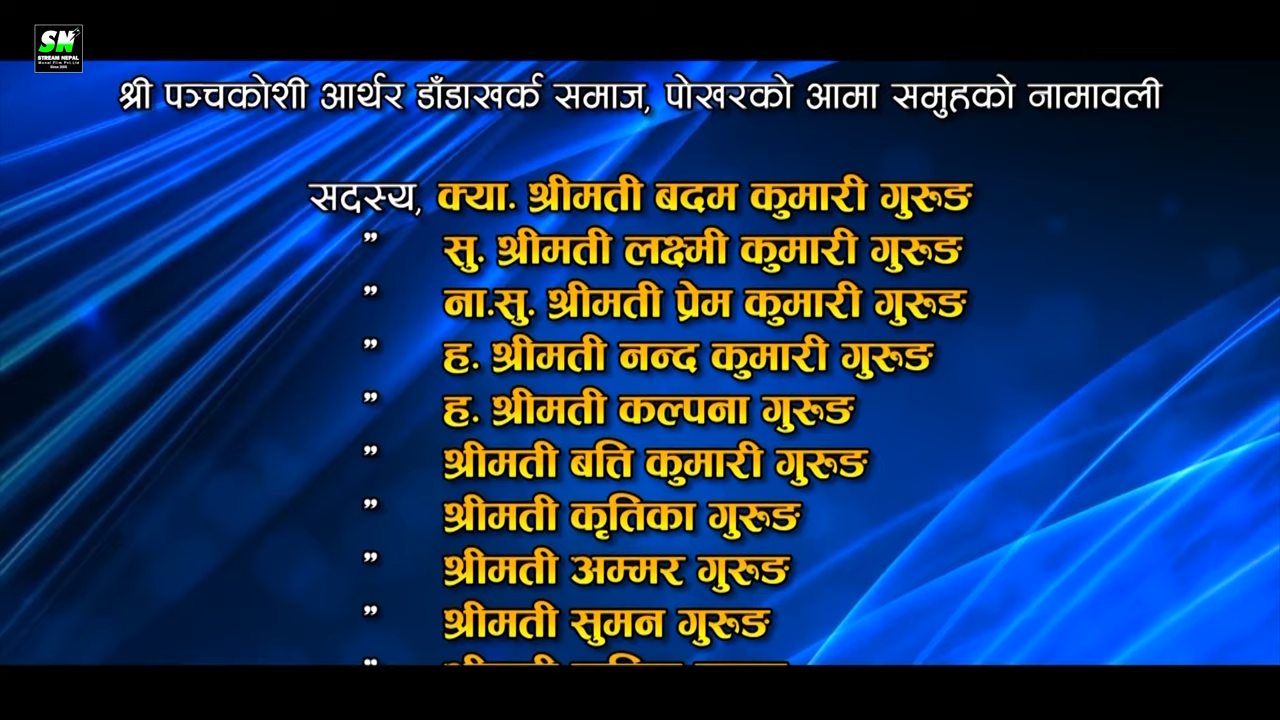 SN
STREAM NEPAL
श्री पञ्चकोशी आर्थर डाँडाखर्क समाज, पोखरको आमा समुहको नामावली
सदस्य, क्या. श्रीमती बदम कुमारी गुरुङ
” सु. श्रीमती लक्ष्मी कुमारी गुरुङ
” ना.सु. श्रीमती प्रेम कुमारी गुरुङ
” ह. श्रीमती नन्द कुमारी गुरुङ
” ह. श्रीमती कल्पना गुरुङ
” श्रीमती बत्ति कुमारी गुरुङ
” श्रीमती कृतिका गुरुङ
” श्रीमती अम्मर गुरुङ
” श्रीमती सुमन गुरुङ